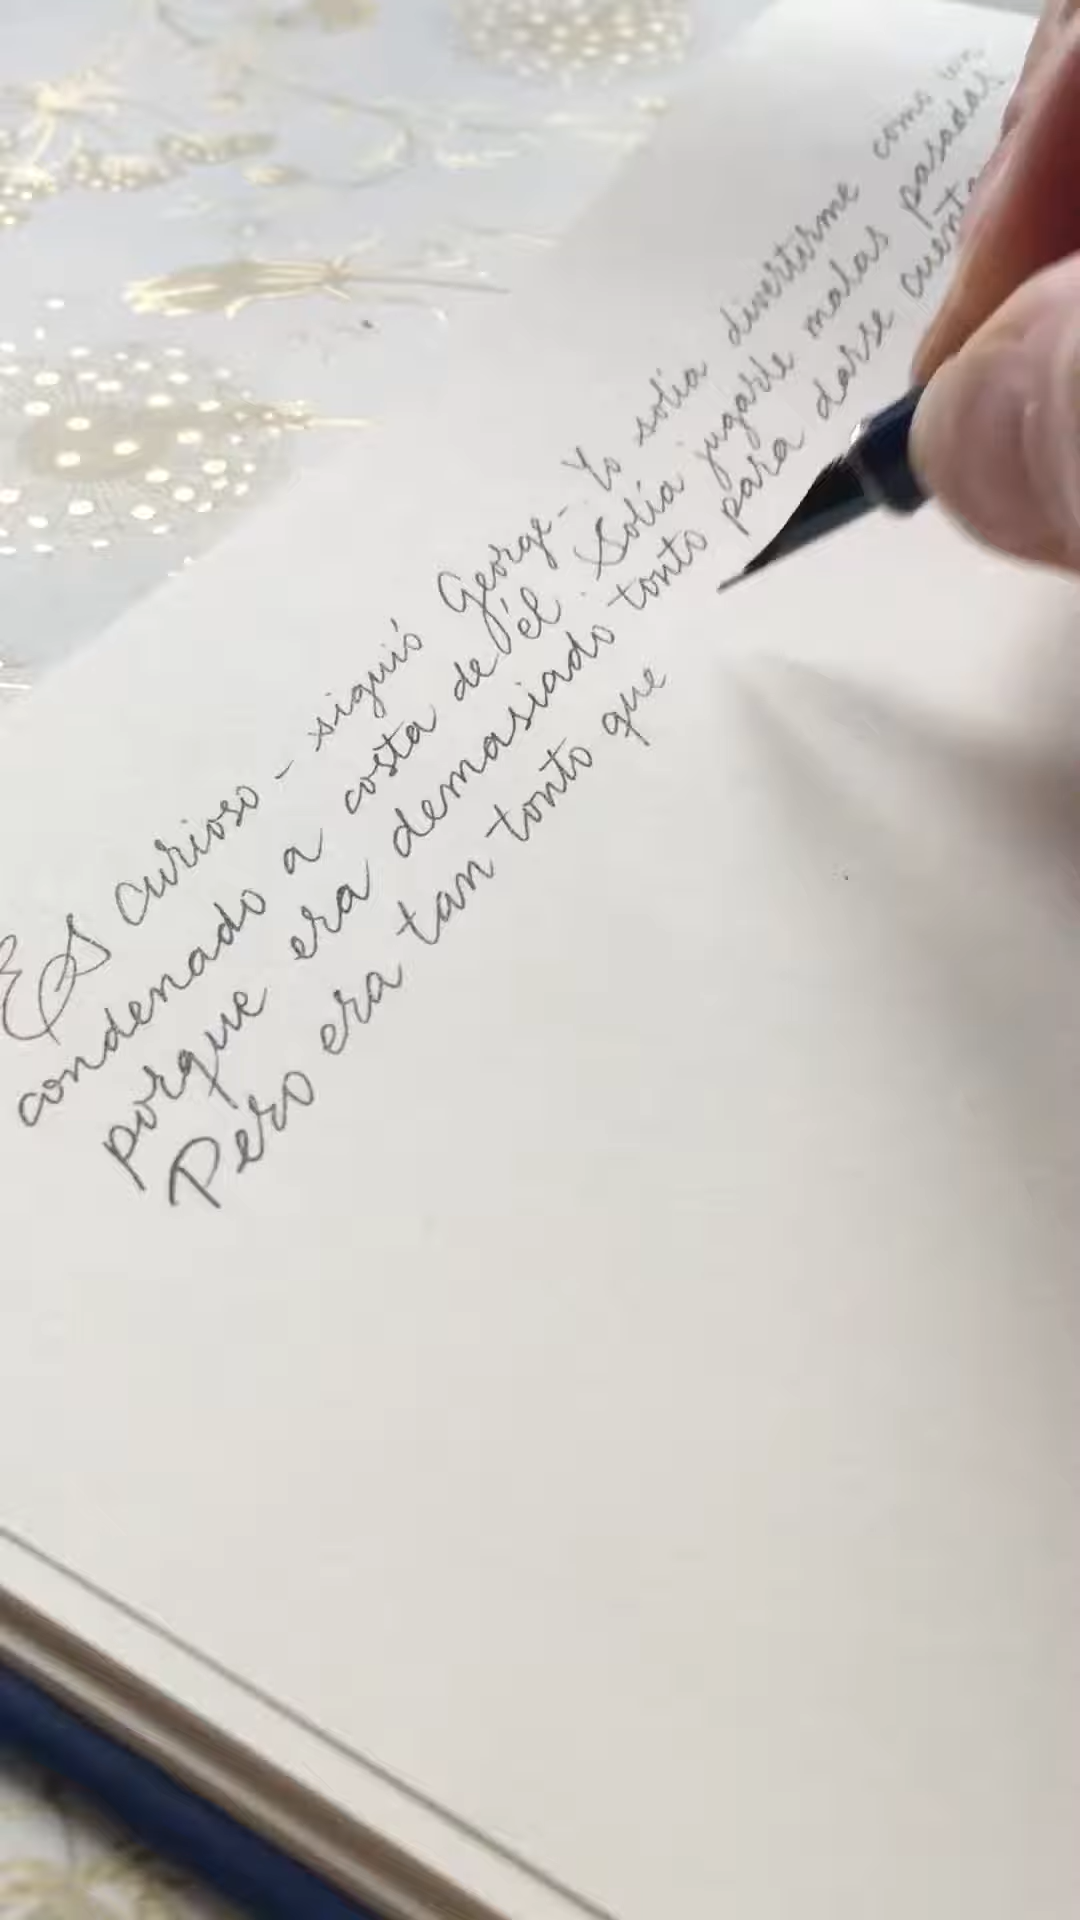 Es curioso - siguió George - Yo solía divertirme como un
condenado a costa de él. Solía jugarle malas pasadas
porque era demasiado tonto para darse cuenta
Pero era tan tonto que